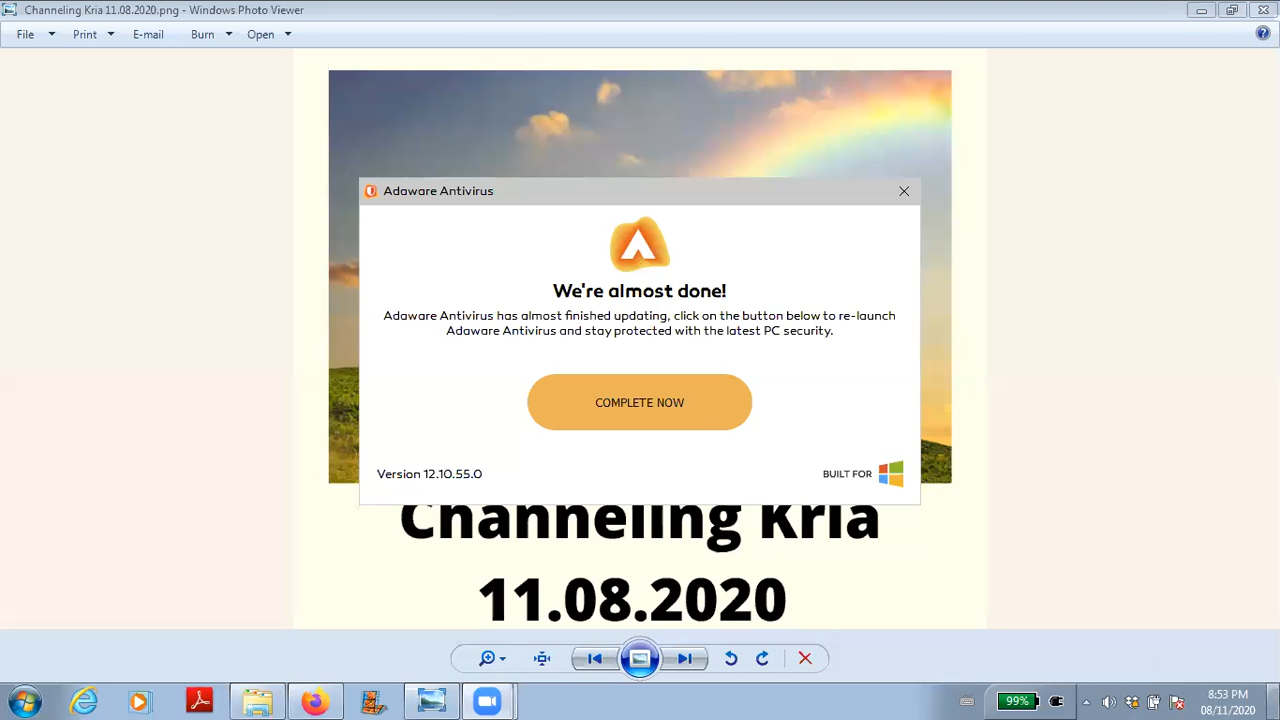 Channeling Kria 11.08.2020.png - Windows Photo Viewer
File Print E-mail Burn Open
Adaware Antivirus
We're almost done!
Adaware Antivirus has almost finished updating, click on the button below to re-launch
Adaware Antivirus and stay protected with the latest PC security.
COMPLETE NOW
Version 12.10.55.0
BUILT FOR
Channeling Kria
11.08.2020
99%
8:53 PM
08/11/2020